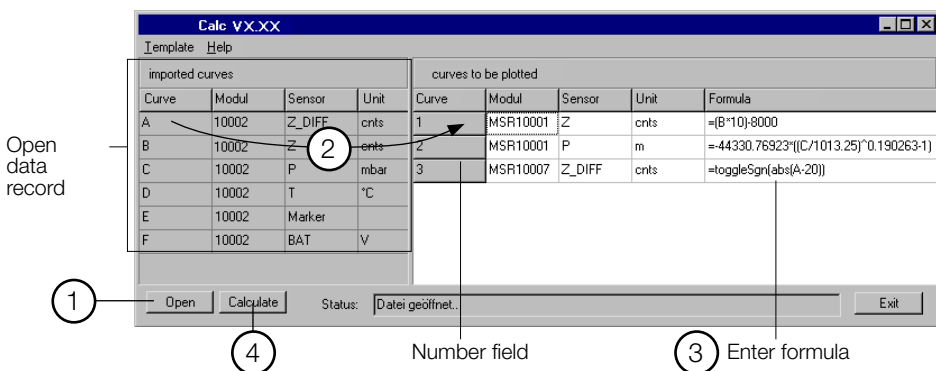 Calc VX.XX
Template Help
imported curves curves to be plotted
Curve Modul Sensor Unit Curve Modul Sensor Unit Formula
A 10002 Z_DIFF cnts 1 MSR10001 Z cnts =(B*10)-8000
B 10002 Z cnts 2 MSR10001 P m =-44330.76923*((C/1013.25)^0.190263-1)
C 10002 P mbar 3 MSR10007 Z_DIFF cnts =toggleSgn(abs(A-20))
D 10002 T °C
E 10002 Marker
F 10002 BAT V
2
Open
data
record
1 Open Calculate Status: Datei geöffnet.. Exit
4 Number field 3 Enter formula